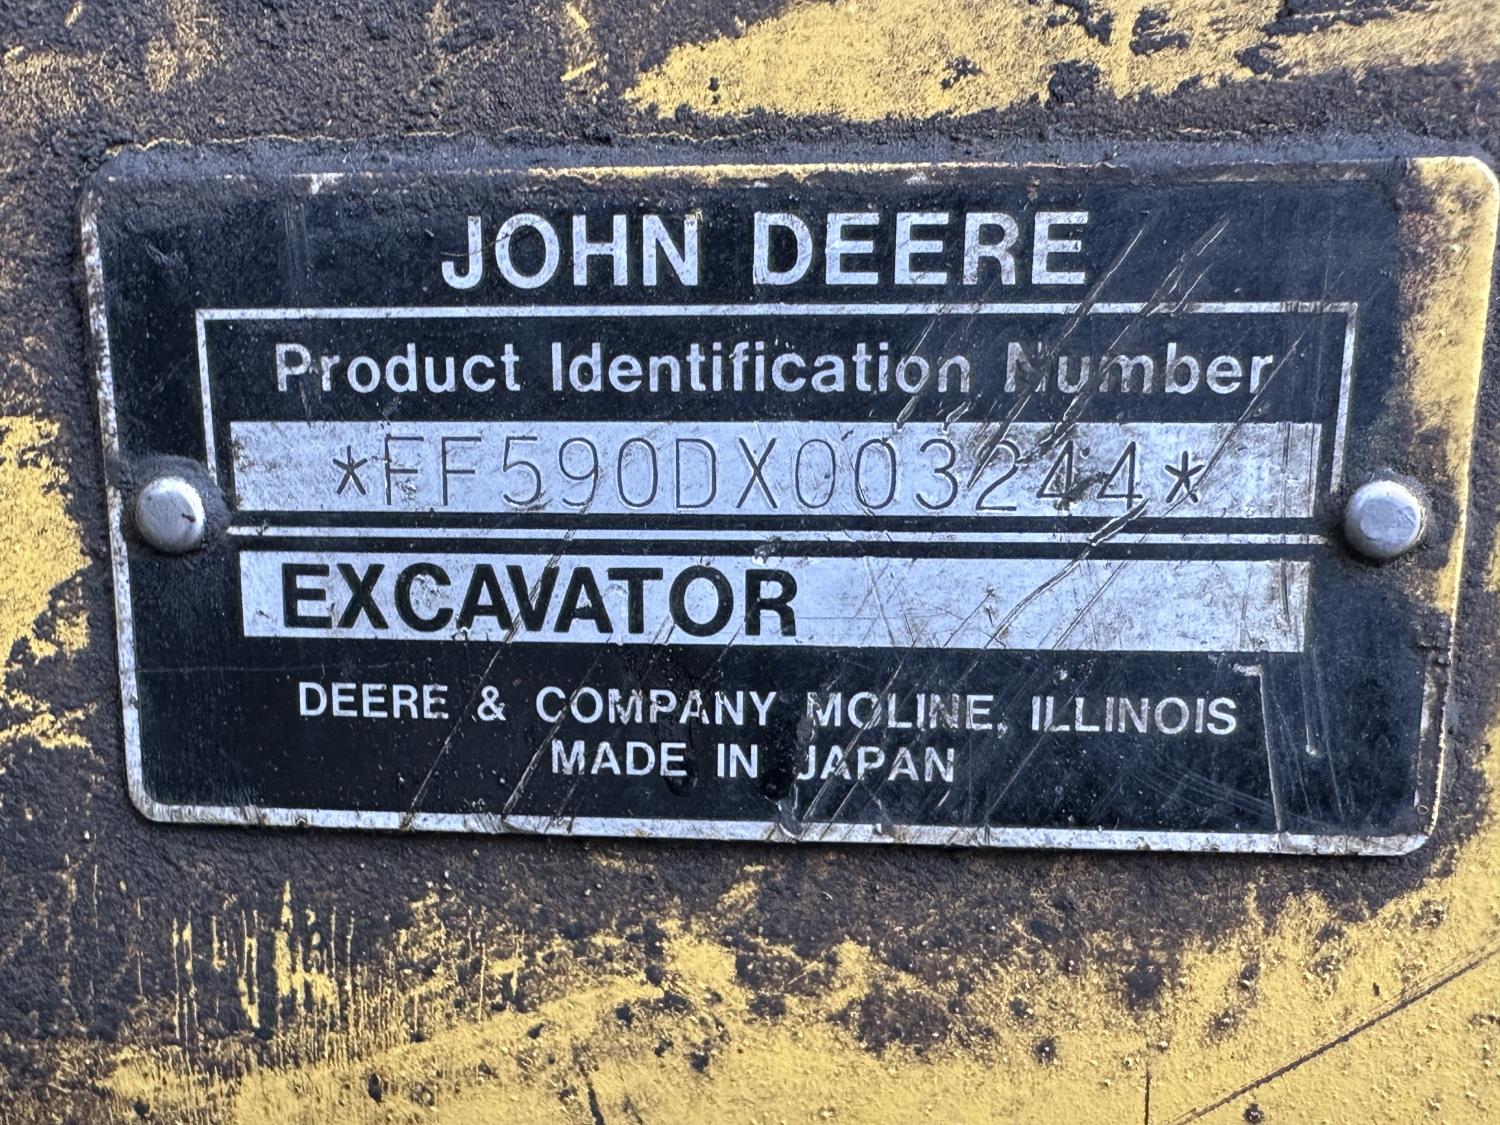 JOHN DEERE
Product Identification Number
*FF590DX003244*
EXCAVATOR
DEERE & COMPANY MOLINE, ILLINOIS
MADE IN JAPAN